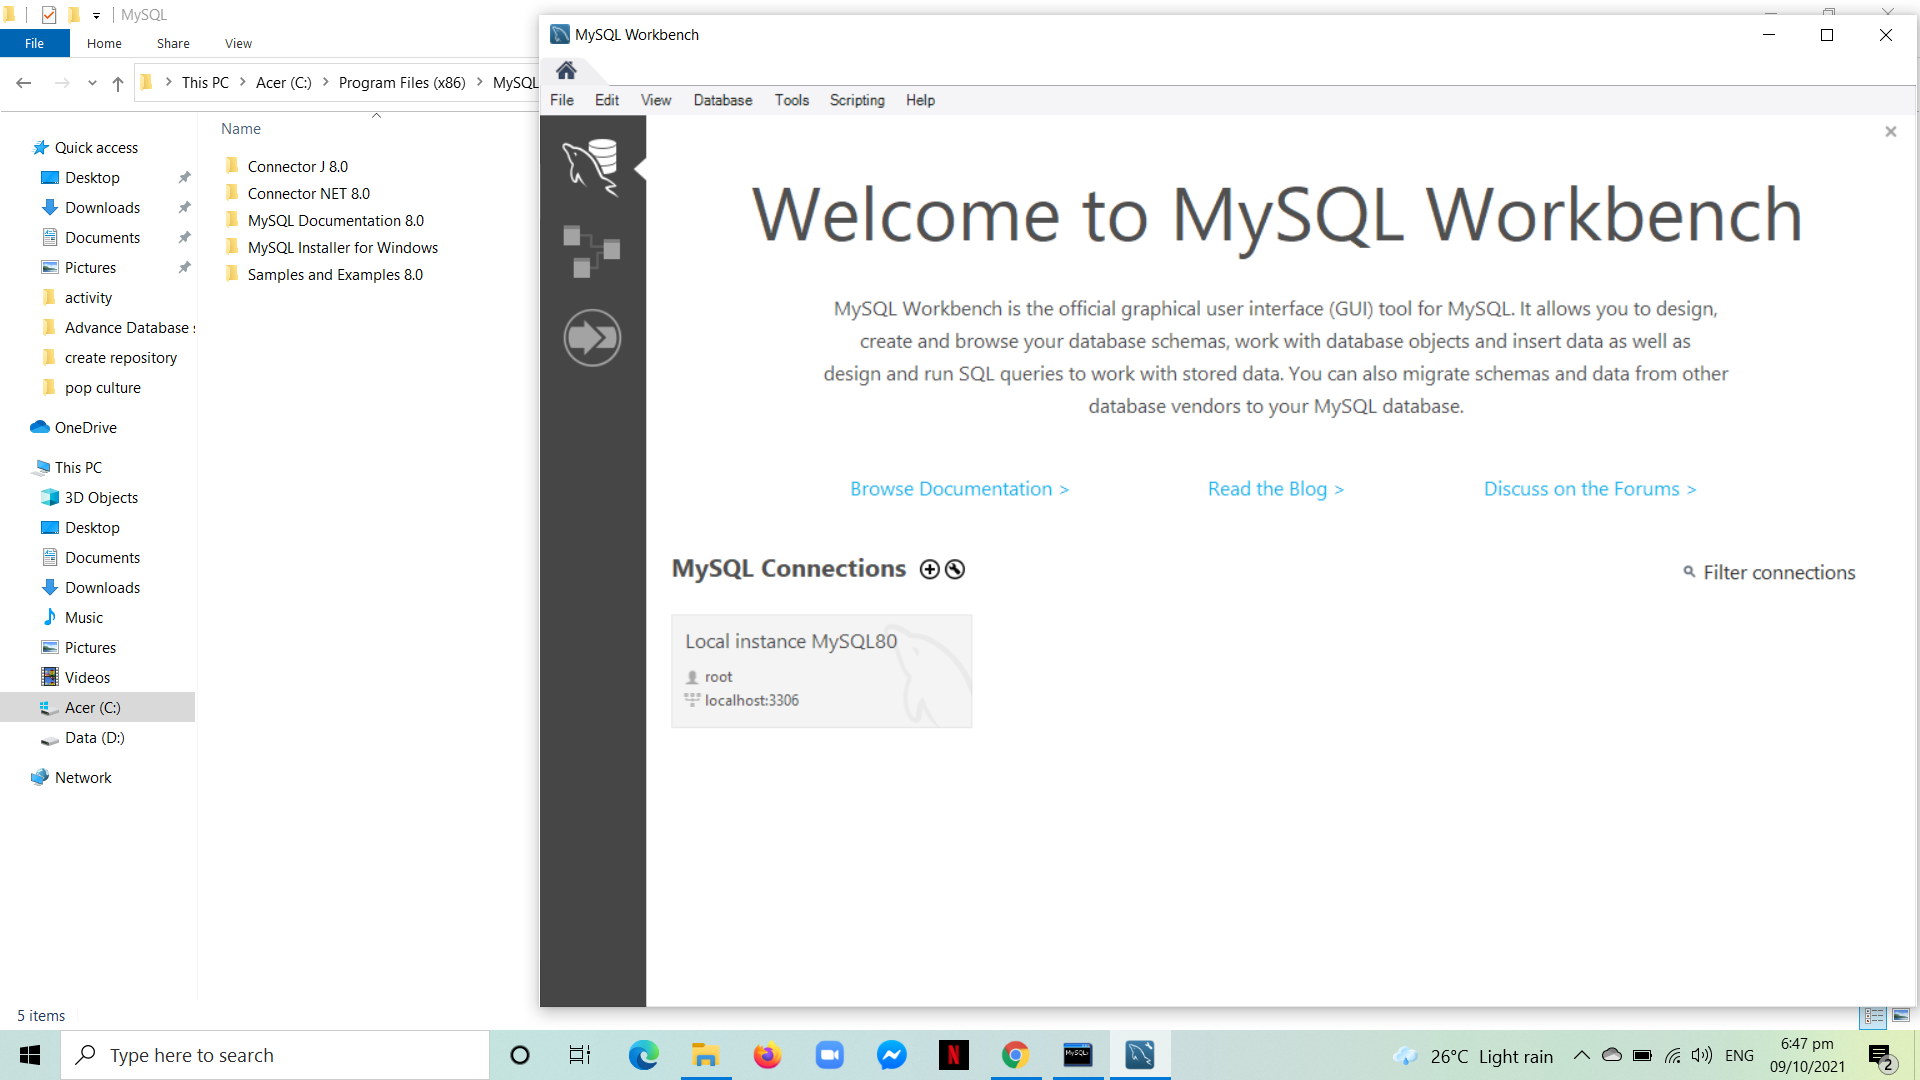 MySQL
File Home Share View
This PC Acer (C:) Program Files (x86) MySQL
Name
Quick access
Desktop
Downloads
Documents
Pictures
activity
Advance Database
create repository
pop culture
OneDrive
This PC
3D Objects
Desktop
Documents
Downloads
Music
Pictures
Videos
Acer (C:)
Data (D:)
Network
Connector J 8.0
Connector NET 8.0
MySQL Documentation 8.0
MySQL Installer for Windows
Samples and Examples 8.0
5 items
MySQL Workbench
File Edit View Database Tools Scripting Help
Welcome to MySQL Workbench
MySQL Workbench is the official graphical user interface (GUI) tool for MySQL. It allows you to design,
create and browse your database schemas, work with database objects and insert data as well as
design and run SQL queries to work with stored data. You can also migrate schemas and data from other
database vendors to your MySQL database.
Browse Documentation > Read the Blog > Discuss on the Forums >
MySQL Connections
Filter connections
Local instance MySQL80
root
localhost:3306
Type here to search
N
MySQL
26°C Light rain
ENG
6:47 pm
09/10/2021
2